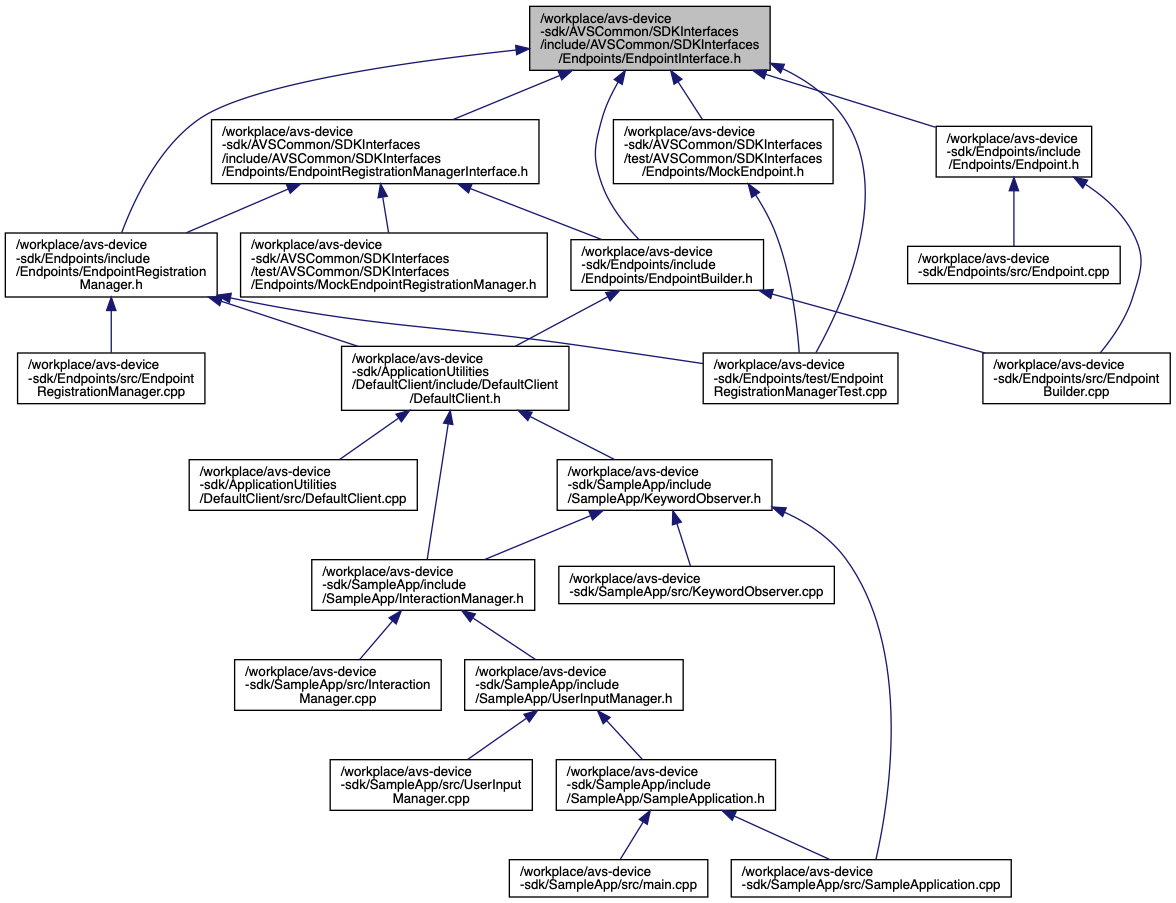 /workplace/avs-device
-sdk/AVSCommon/SDKInterfaces
/include/AVSCommon/SDKInterfaces
/Endpoints/EndpointInterface.h
/workplace/avs-device
-sdk/AVSCommon/SDKInterfaces
/include/AVSCommon/SDKInterfaces
/Endpoints/EndpointRegistrationManagerInterface.h
/workplace/avs-device
-sdk/AVSCommon/SDKInterfaces
/test/AVSCommon/SDKInterfaces
/Endpoints/MockEndpoint.h
/workplace/avs-device
-sdk/Endpoints/include
/Endpoints/Endpoint.h
/workplace/avs-device
-sdk/Endpoints/include
/Endpoints/EndpointRegistration
Manager.h
/workplace/avs-device
-sdk/AVSCommon/SDKInterfaces
/test/AVSCommon/SDKInterfaces
/Endpoints/MockEndpointRegistrationManager.h
/workplace/avs-device
-sdk/Endpoints/include
/Endpoints/EndpointBuilder.h
/workplace/avs-device
-sdk/Endpoints/src/Endpoint.cpp
/workplace/avs-device
-sdk/Endpoints/src/Endpoint
RegistrationManager.cpp
/workplace/avs-device
-sdk/ApplicationUtilities
/DefaultClient/include/DefaultClient
/DefaultClient.h
/workplace/avs-device
-sdk/Endpoints/test/Endpoint
RegistrationManagerTest.cpp
/workplace/avs-device
-sdk/Endpoints/src/Endpoint
Builder.cpp
/workplace/avs-device
-sdk/ApplicationUtilities
/DefaultClient/src/DefaultClient.cpp
/workplace/avs-device
-sdk/SampleApp/include
/SampleApp/KeywordObserver.h
/workplace/avs-device
-sdk/SampleApp/include
/SampleApp/InteractionManager.h
/workplace/avs-device
-sdk/SampleApp/src/KeywordObserver.cpp
/workplace/avs-device
-sdk/SampleApp/src/Interaction
Manager.cpp
/workplace/avs-device
-sdk/SampleApp/include
/SampleApp/UserInputManager.h
/workplace/avs-device
-sdk/SampleApp/src/UserInput
Manager.cpp
/workplace/avs-device
-sdk/SampleApp/include
/SampleApp/SampleApplication.h
/workplace/avs-device
-sdk/SampleApp/src/main.cpp
/workplace/avs-device
-sdk/SampleApp/src/SampleApplication.cpp